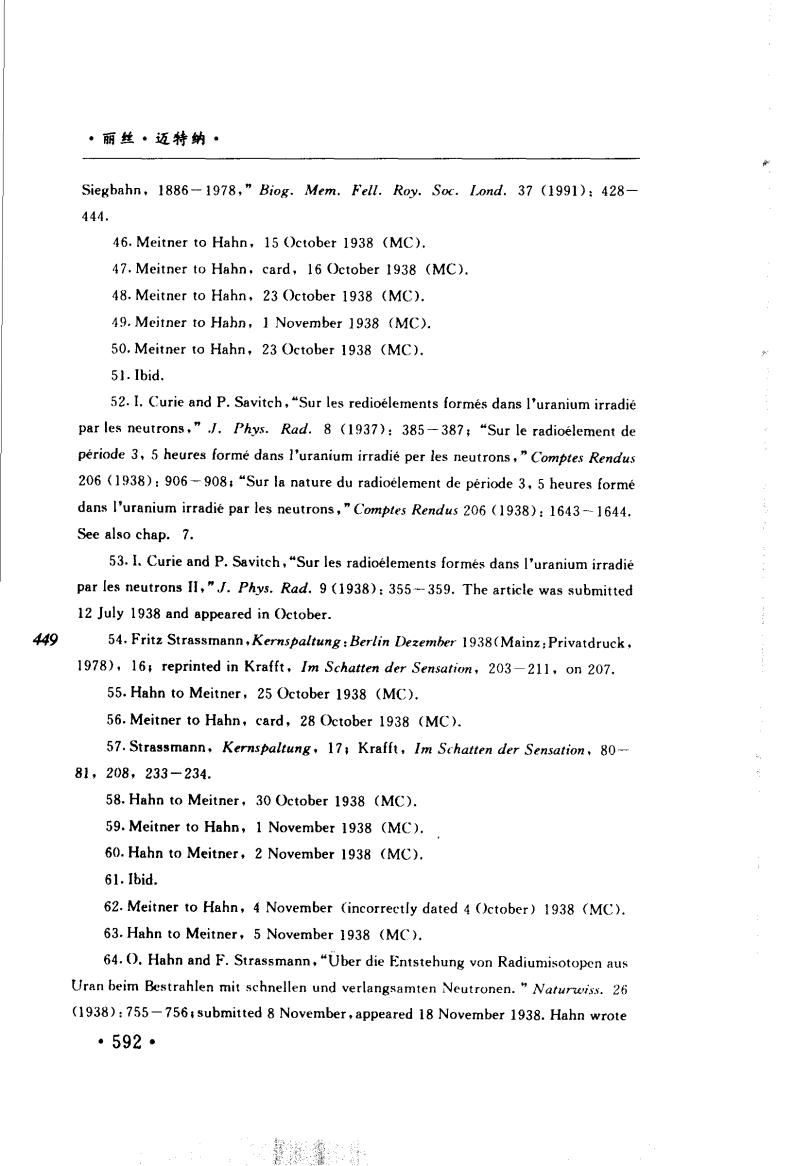 ·丽丝·迈特纳·
Siegbahn, 1886－1978,” Biog. Mem. Fell. Roy. Soc. Lond. 37 (1991): 428－
444.
46. Meitner to Hahn, 15 October 1938 (MC).
47. Meitner to Hahn, card, 16 October 1938 (MC).
48. Meitner to Hahn, 23 October 1938 (MC).
49. Meitner to Hahn, 1 November 1938 (MC).
50. Meitner to Hahn, 23 October 1938 (MC).
51. Ibid.
52. I. Curie and P. Savitch, “Sur les redioélements formés dans l’uranium irradié
par les neutrons,” J. Phys. Rad. 8 (1937): 385－387; “Sur le radioélement de
période 3, 5 heures formé dans l’uranium irradié per les neutrons,” Comptes Rendus
206 (1938): 906－908; “Sur la nature du radioélement de période 3, 5 heures formé
dans l’uranium irradié par les neutrons,” Comptes Rendus 206 (1938): 1643－1644.
See also chap. 7.
53. I. Curie and P. Savitch, “Sur les radioélements formés dans l’uranium irradié
par les neutrons II,” J. Phys. Rad. 9 (1938): 355－359. The article was submitted
12 July 1938 and appeared in October.
449 54. Fritz Strassmann, Kernspaltung: Berlin Dezember 1938 (Mainz: Privatdruck,
1978), 16; reprinted in Krafft, Im Schatten der Sensation, 203－211, on 207.
55. Hahn to Meitner, 25 October 1938 (MC).
56. Meitner to Hahn, card, 28 October 1938 (MC).
57. Strassmann, Kernspaltung, 17; Krafft, Im Schatten der Sensation, 80－
81, 208, 233－234.
58. Hahn to Meitner, 30 October 1938 (MC).
59. Meitner to Hahn, 1 November 1938 (MC).
60. Hahn to Meitner, 2 November 1938 (MC).
61. Ibid.
62. Meitner to Hahn, 4 November (incorrectly dated 4 October) 1938 (MC).
63. Hahn to Meitner, 5 November 1938 (MC).
64. O. Hahn and F. Strassmann, “Über die Entstehung von Radiumisotopen aus
Uran beim Bestrahlen mit schnellen und verlangsamten Neutronen.” Naturwiss. 26
(1938): 755－756; submitted 8 November, appeared 18 November 1938. Hahn wrote
·592·